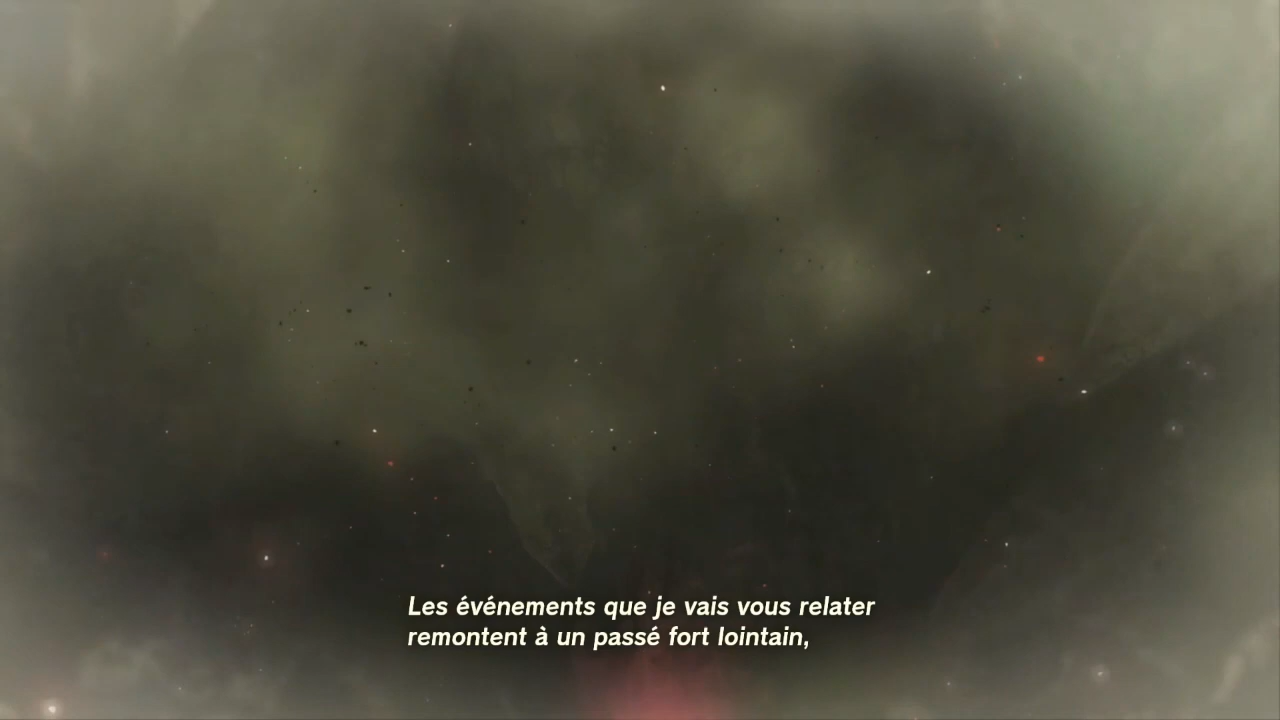 Les événements que je vais vous relater
remontent à un passé fort lointain,